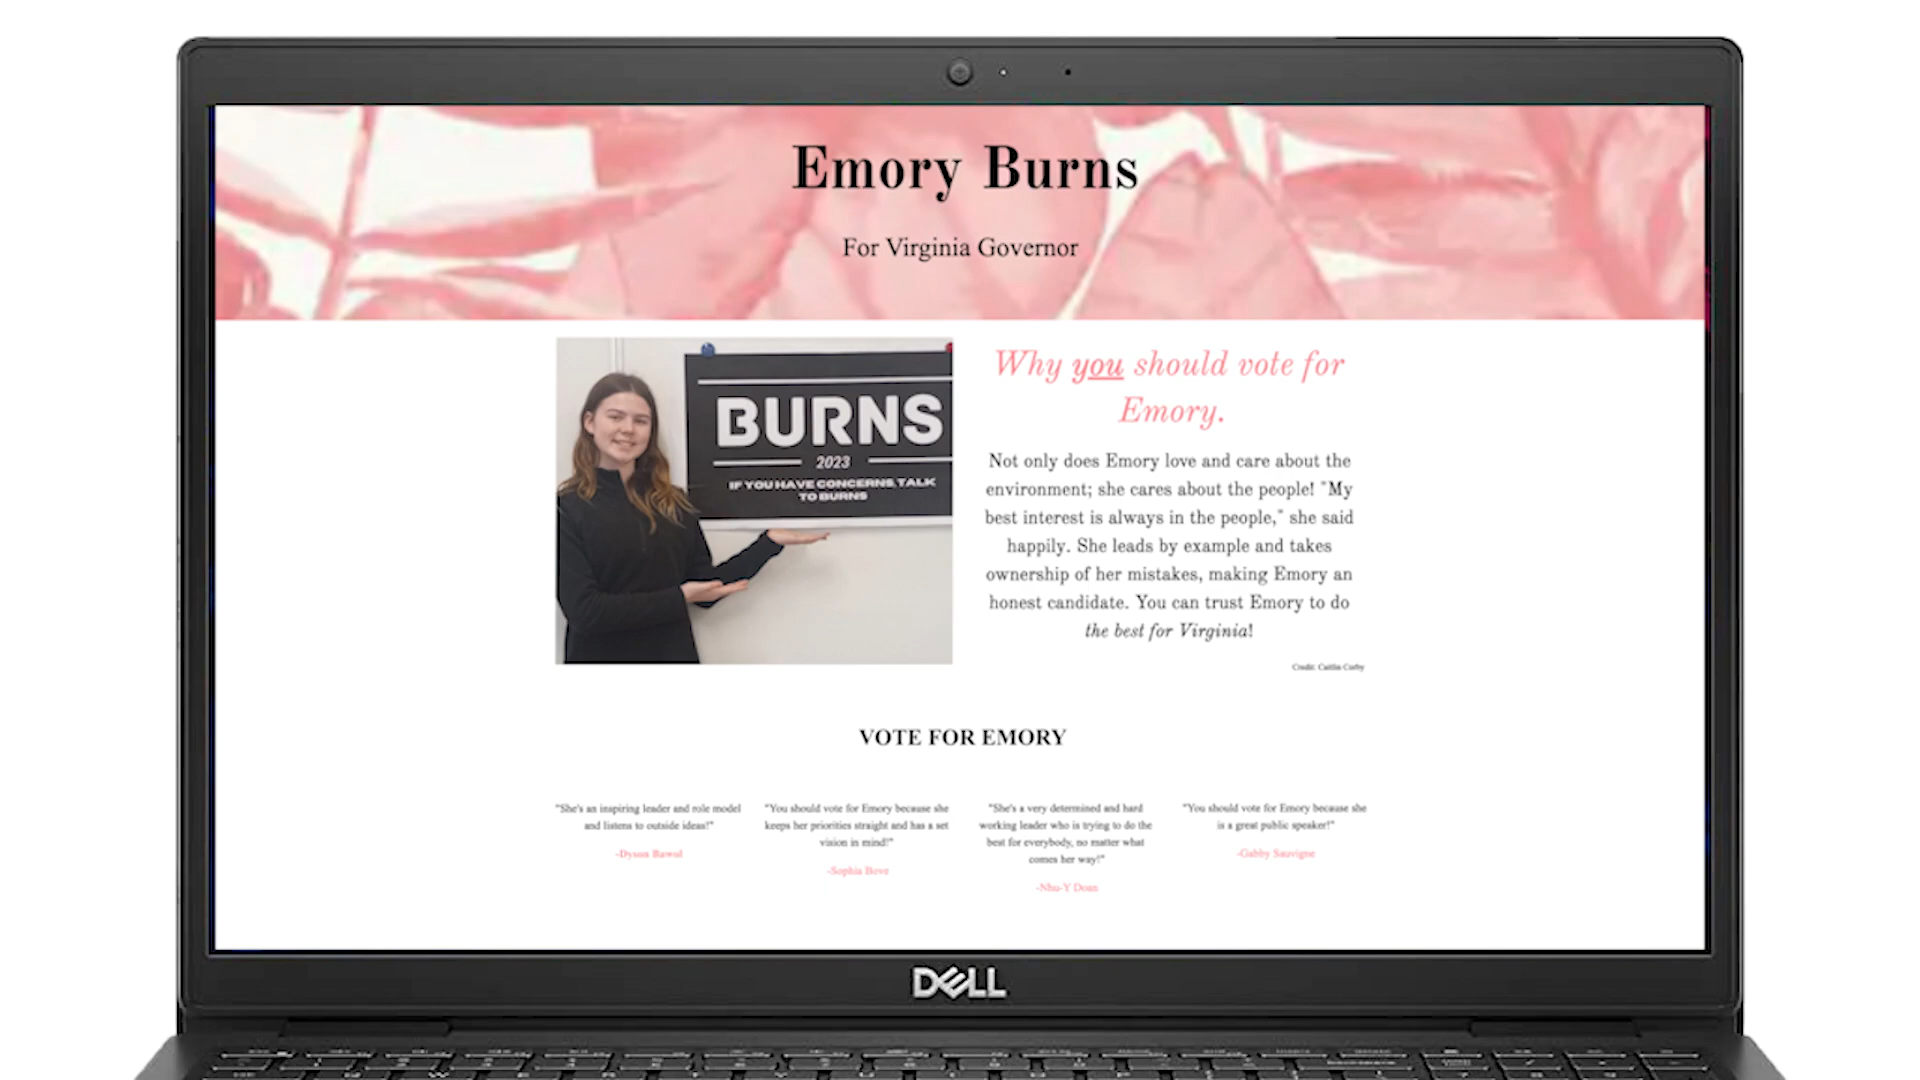 Emory Burns
For Virginia Governor
BURNS
2023
IF YOU HAVE CONCERNS, TALK
TO BURNS
Why you should vote for
Emory.
Not only does Emory love and care about the
environment; she cares about the people! "My
best interest is always in the people," she said
happily. She leads by example and takes
ownership of her mistakes, making Emory an
honest candidate. You can trust Emory to do
the best for Virginia!
Credit: Caitlin Corby
VOTE FOR EMORY
"She's an inspiring leader and role model
and listens to outside ideas!"
-Dyson Bawol
"You should vote for Emory because she
keeps her priorities straight and has a set
vision in mind!"
-Sophia Bove
"She's a very determined and hard
working leader who is trying to do the
best for everybody, no matter what
comes her way!"
-Nhu-Y Doan
"You should vote for Emory because she
is a great public speaker!"
-Gabby Sauvigne
DELL